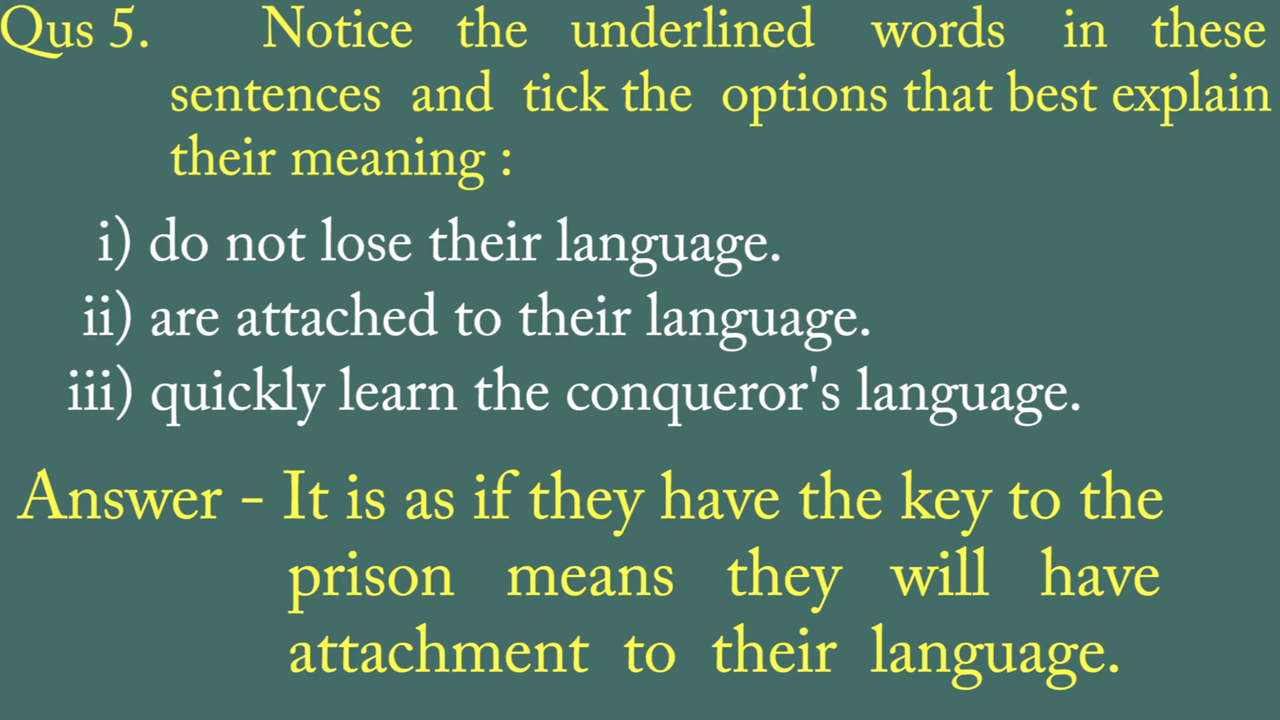 Qus 5. Notice the underlined words in these
sentences and tick the options that best explain
their meaning :
i) do not lose their language.
ii) are attached to their language.
iii) quickly learn the conqueror's language.
Answer - It is as if they have the key to the
prison means they will have
attachment to their language.